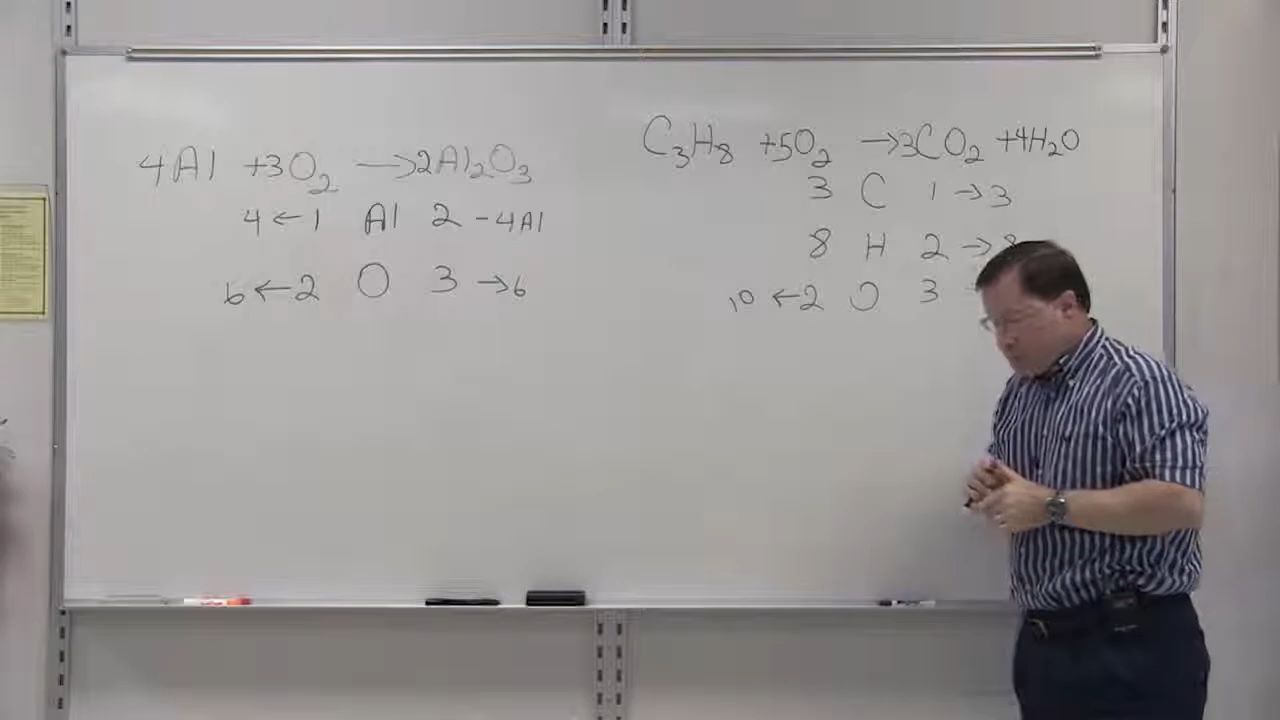 4Al +3O₂ →2Al₂O₃
4 ← 1 Al 2 - 4Al
6 ← 2 O 3 → 6
C₃H₈ +5O₂ →3CO₂ +4H₂O
3 C 1 → 3
8 H 2 → 8
10 ← 2 O 3